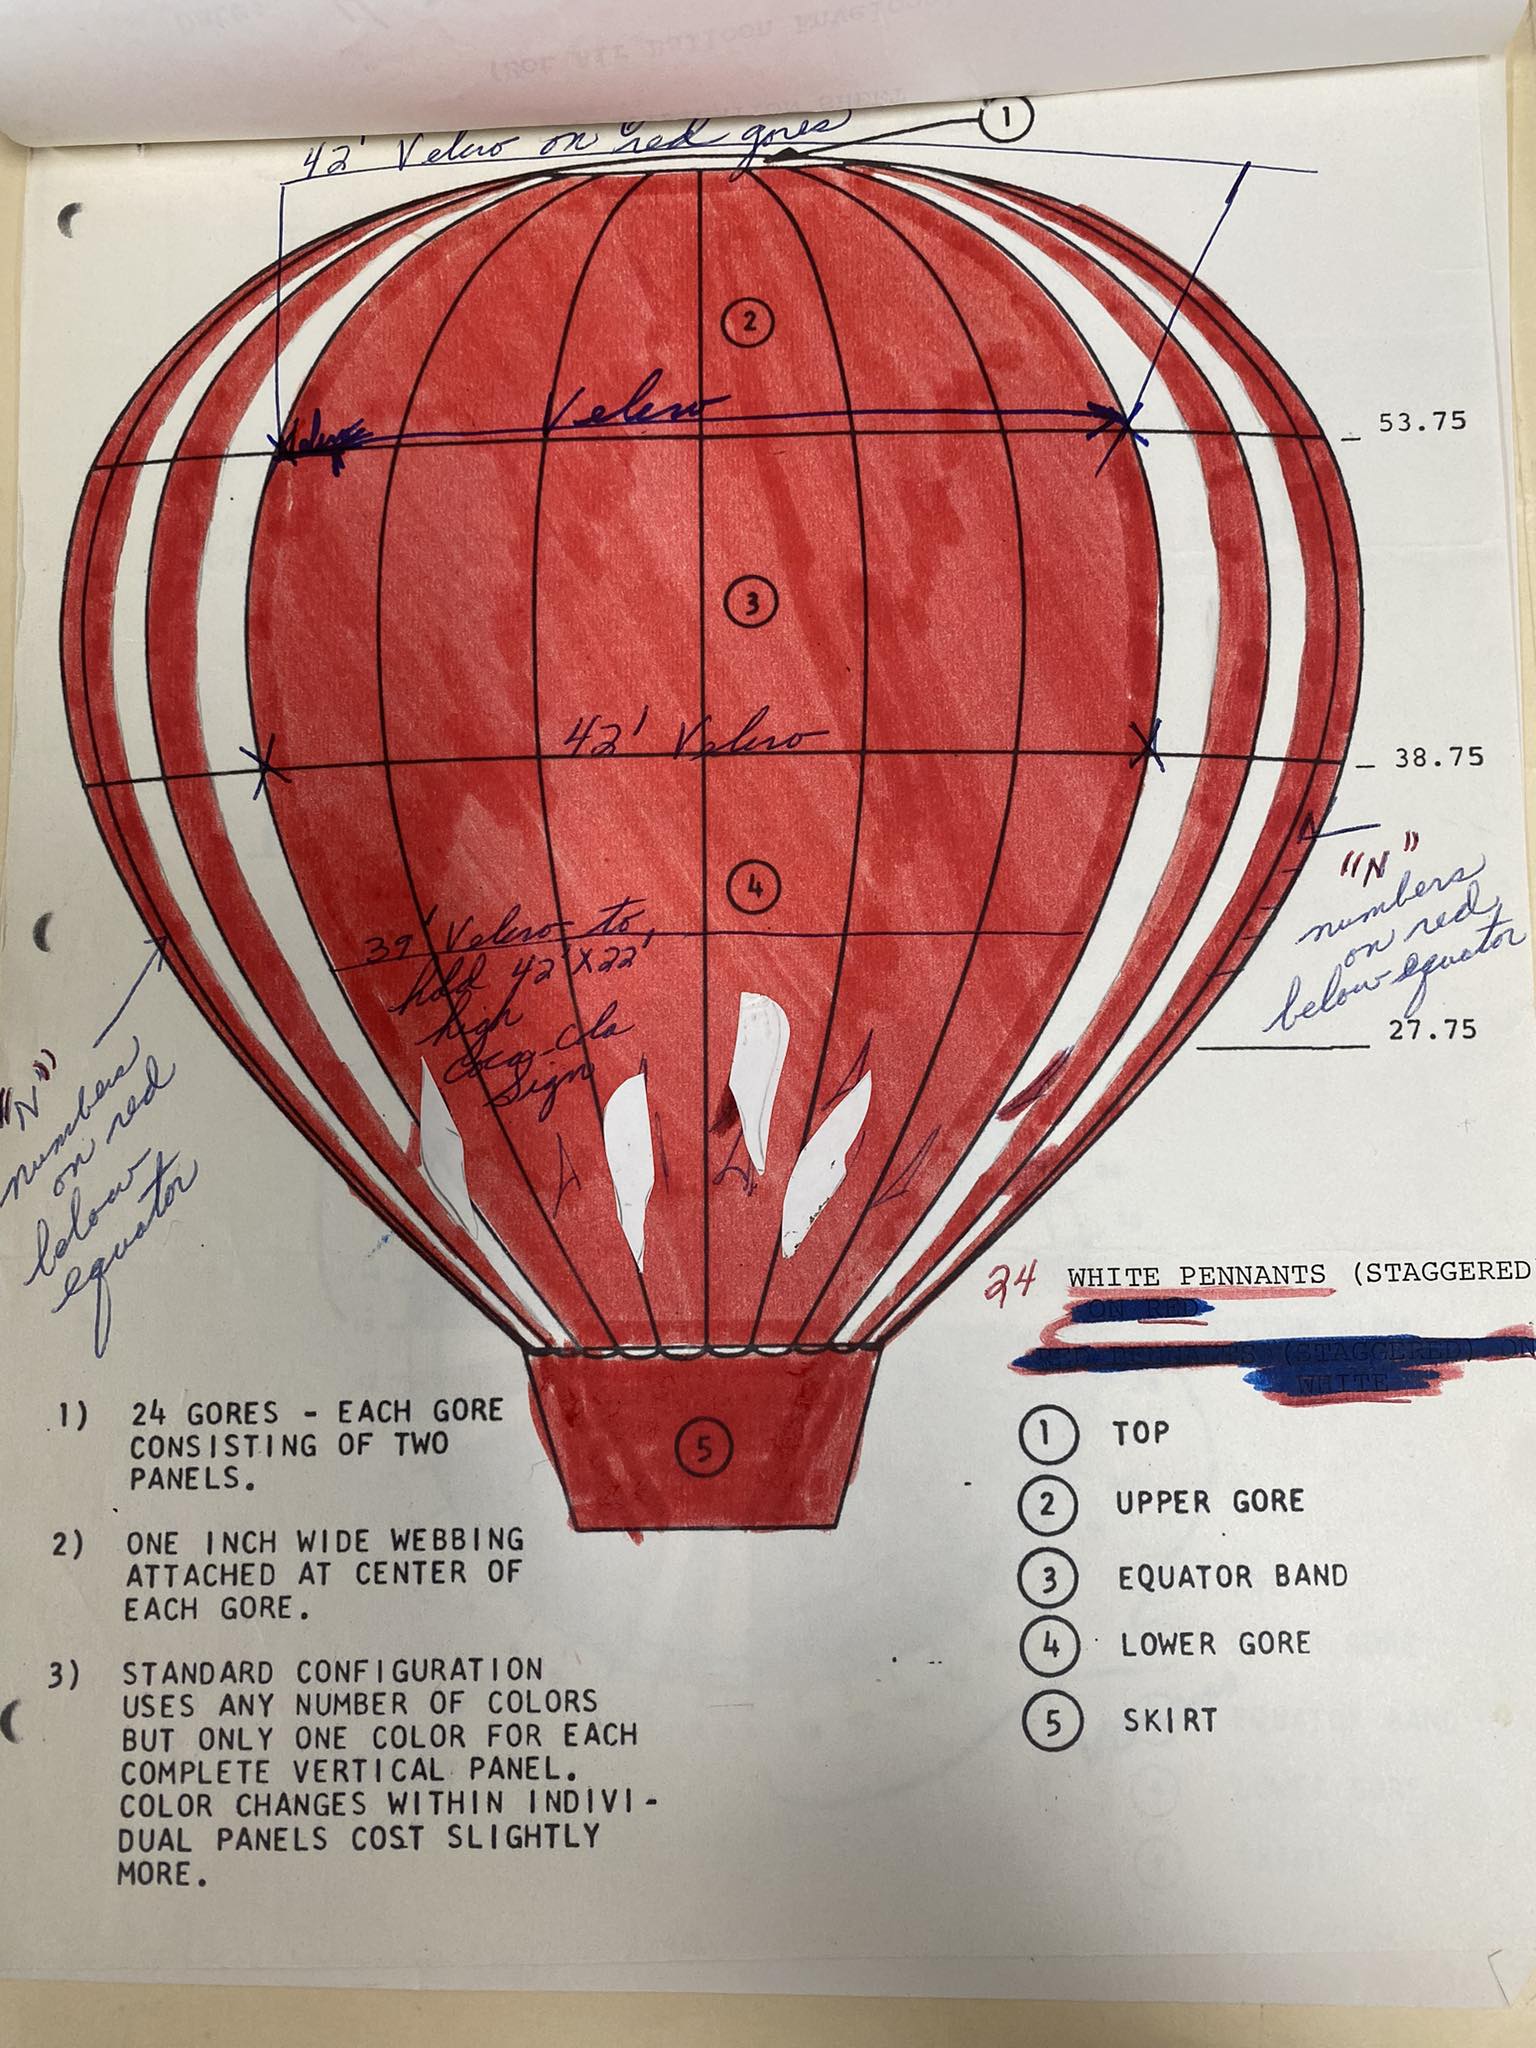 42' Velcro on red gores
1
2
Velcro
53.75
3
42' Velcro
38.75
4
39' Velcro to
hold 42' X 22'
high
Coca-Cola
Sign
"N"
numbers
on red
below equator
27.75
"N"
numbers
on red
below
equator
24 WHITE PENNANTS (STAGGERED
ON RED
RED PENNANTS (STAGGERED) ON
WHITE
5
1) 24 GORES - EACH GORE
CONSISTING OF TWO
PANELS.
2) ONE INCH WIDE WEBBING
ATTACHED AT CENTER OF
EACH GORE.
3) STANDARD CONFIGURATION
USES ANY NUMBER OF COLORS
BUT ONLY ONE COLOR FOR EACH
COMPLETE VERTICAL PANEL.
COLOR CHANGES WITHIN INDIVI-
DUAL PANELS COST SLIGHTLY
MORE.
1 TOP
2 UPPER GORE
3 EQUATOR BAND
4 LOWER GORE
5 SKIRT